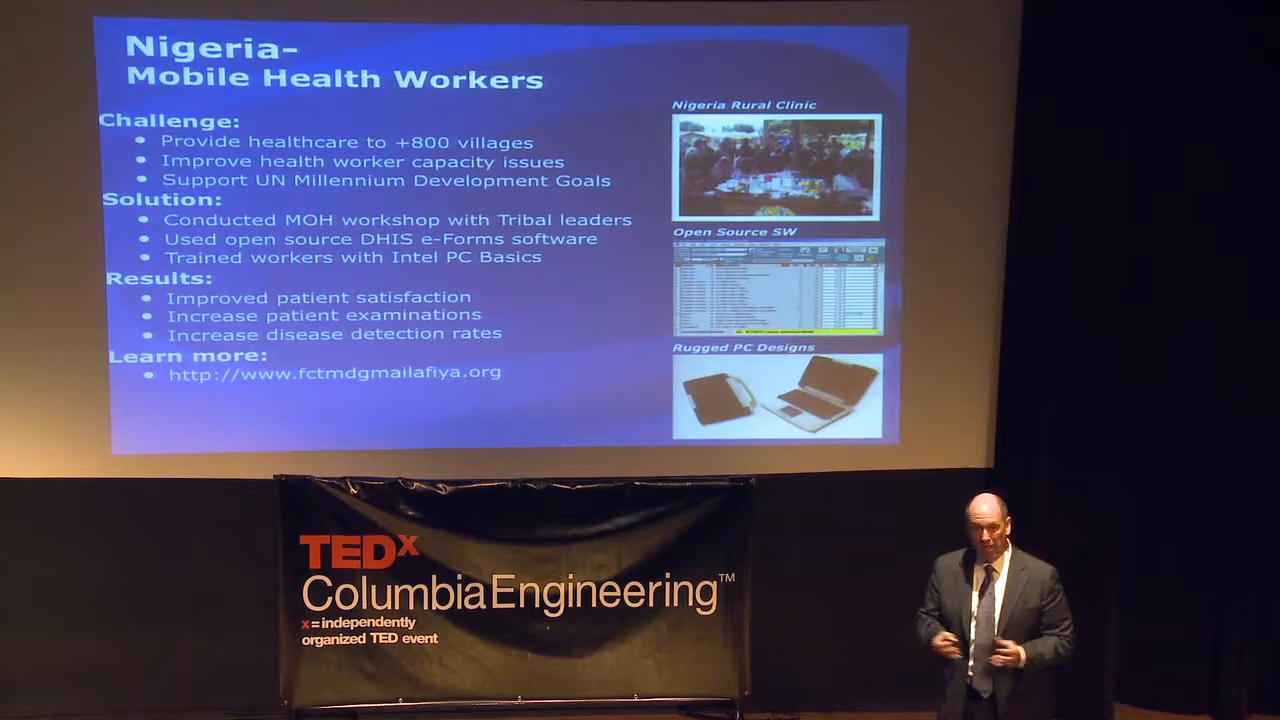 Nigeria-
Mobile Health Workers
Challenge:
• Provide healthcare to +800 villages
• Improve health worker capacity issues
• Support UN Millennium Development Goals
Solution:
• Conducted MOH workshop with Tribal leaders
• Used open source DHIS e-Forms software
• Trained workers with Intel PC Basics
Results:
• Improved patient satisfaction
• Increase patient examinations
• Increase disease detection rates
Learn more:
• http://www.fctmdgmailafiya.org
Nigeria Rural Clinic
Open Source SW
Rugged PC Designs
TEDx
ColumbiaEngineering™
x=independently
organized TED event